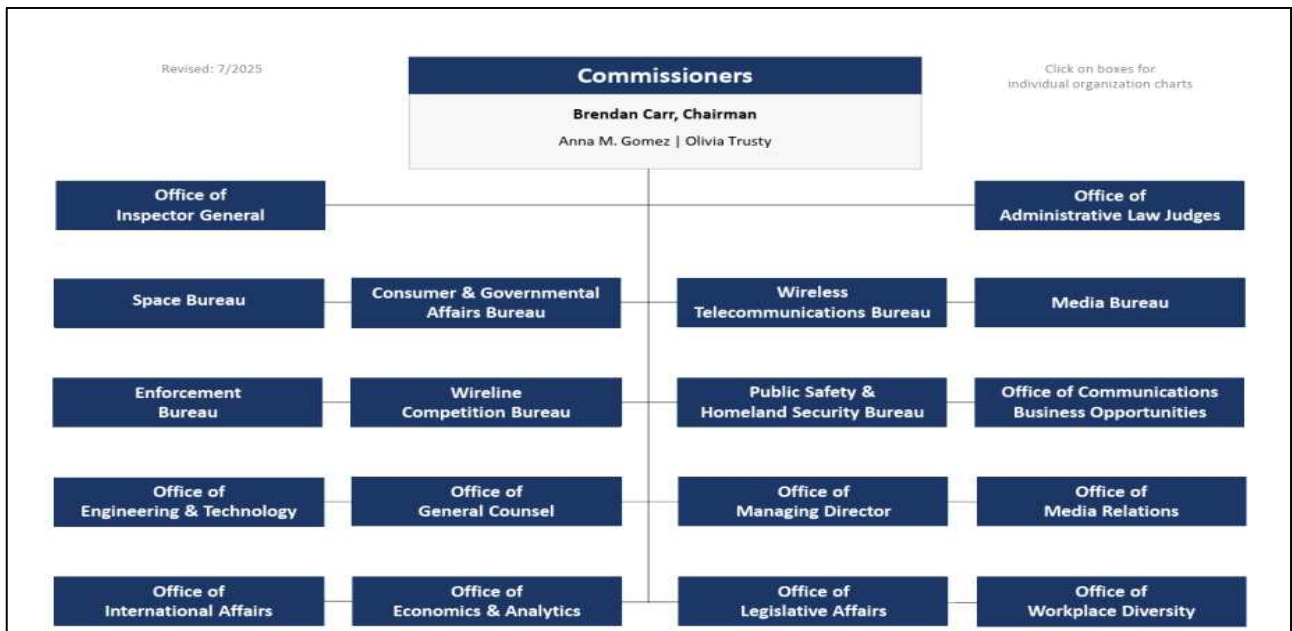 Revised: 7/2025
Commissioners
Click on boxes for
individual organization charts
Brendan Carr, Chairman
Anna M. Gomez | Olivia Trusty
Office of
Inspector General
Office of
Administrative Law Judges
Space Bureau
Consumer & Governmental
Affairs Bureau
Wireless
Telecommunications Bureau
Media Bureau
Enforcement
Bureau
Wireline
Competition Bureau
Public Safety &
Homeland Security Bureau
Office of Communications
Business Opportunities
Office of
Engineering & Technology
Office of
General Counsel
Office of
Managing Director
Office of
Media Relations
Office of
International Affairs
Office of
Economics & Analytics
Office of
Legislative Affairs
Office of
Workplace Diversity